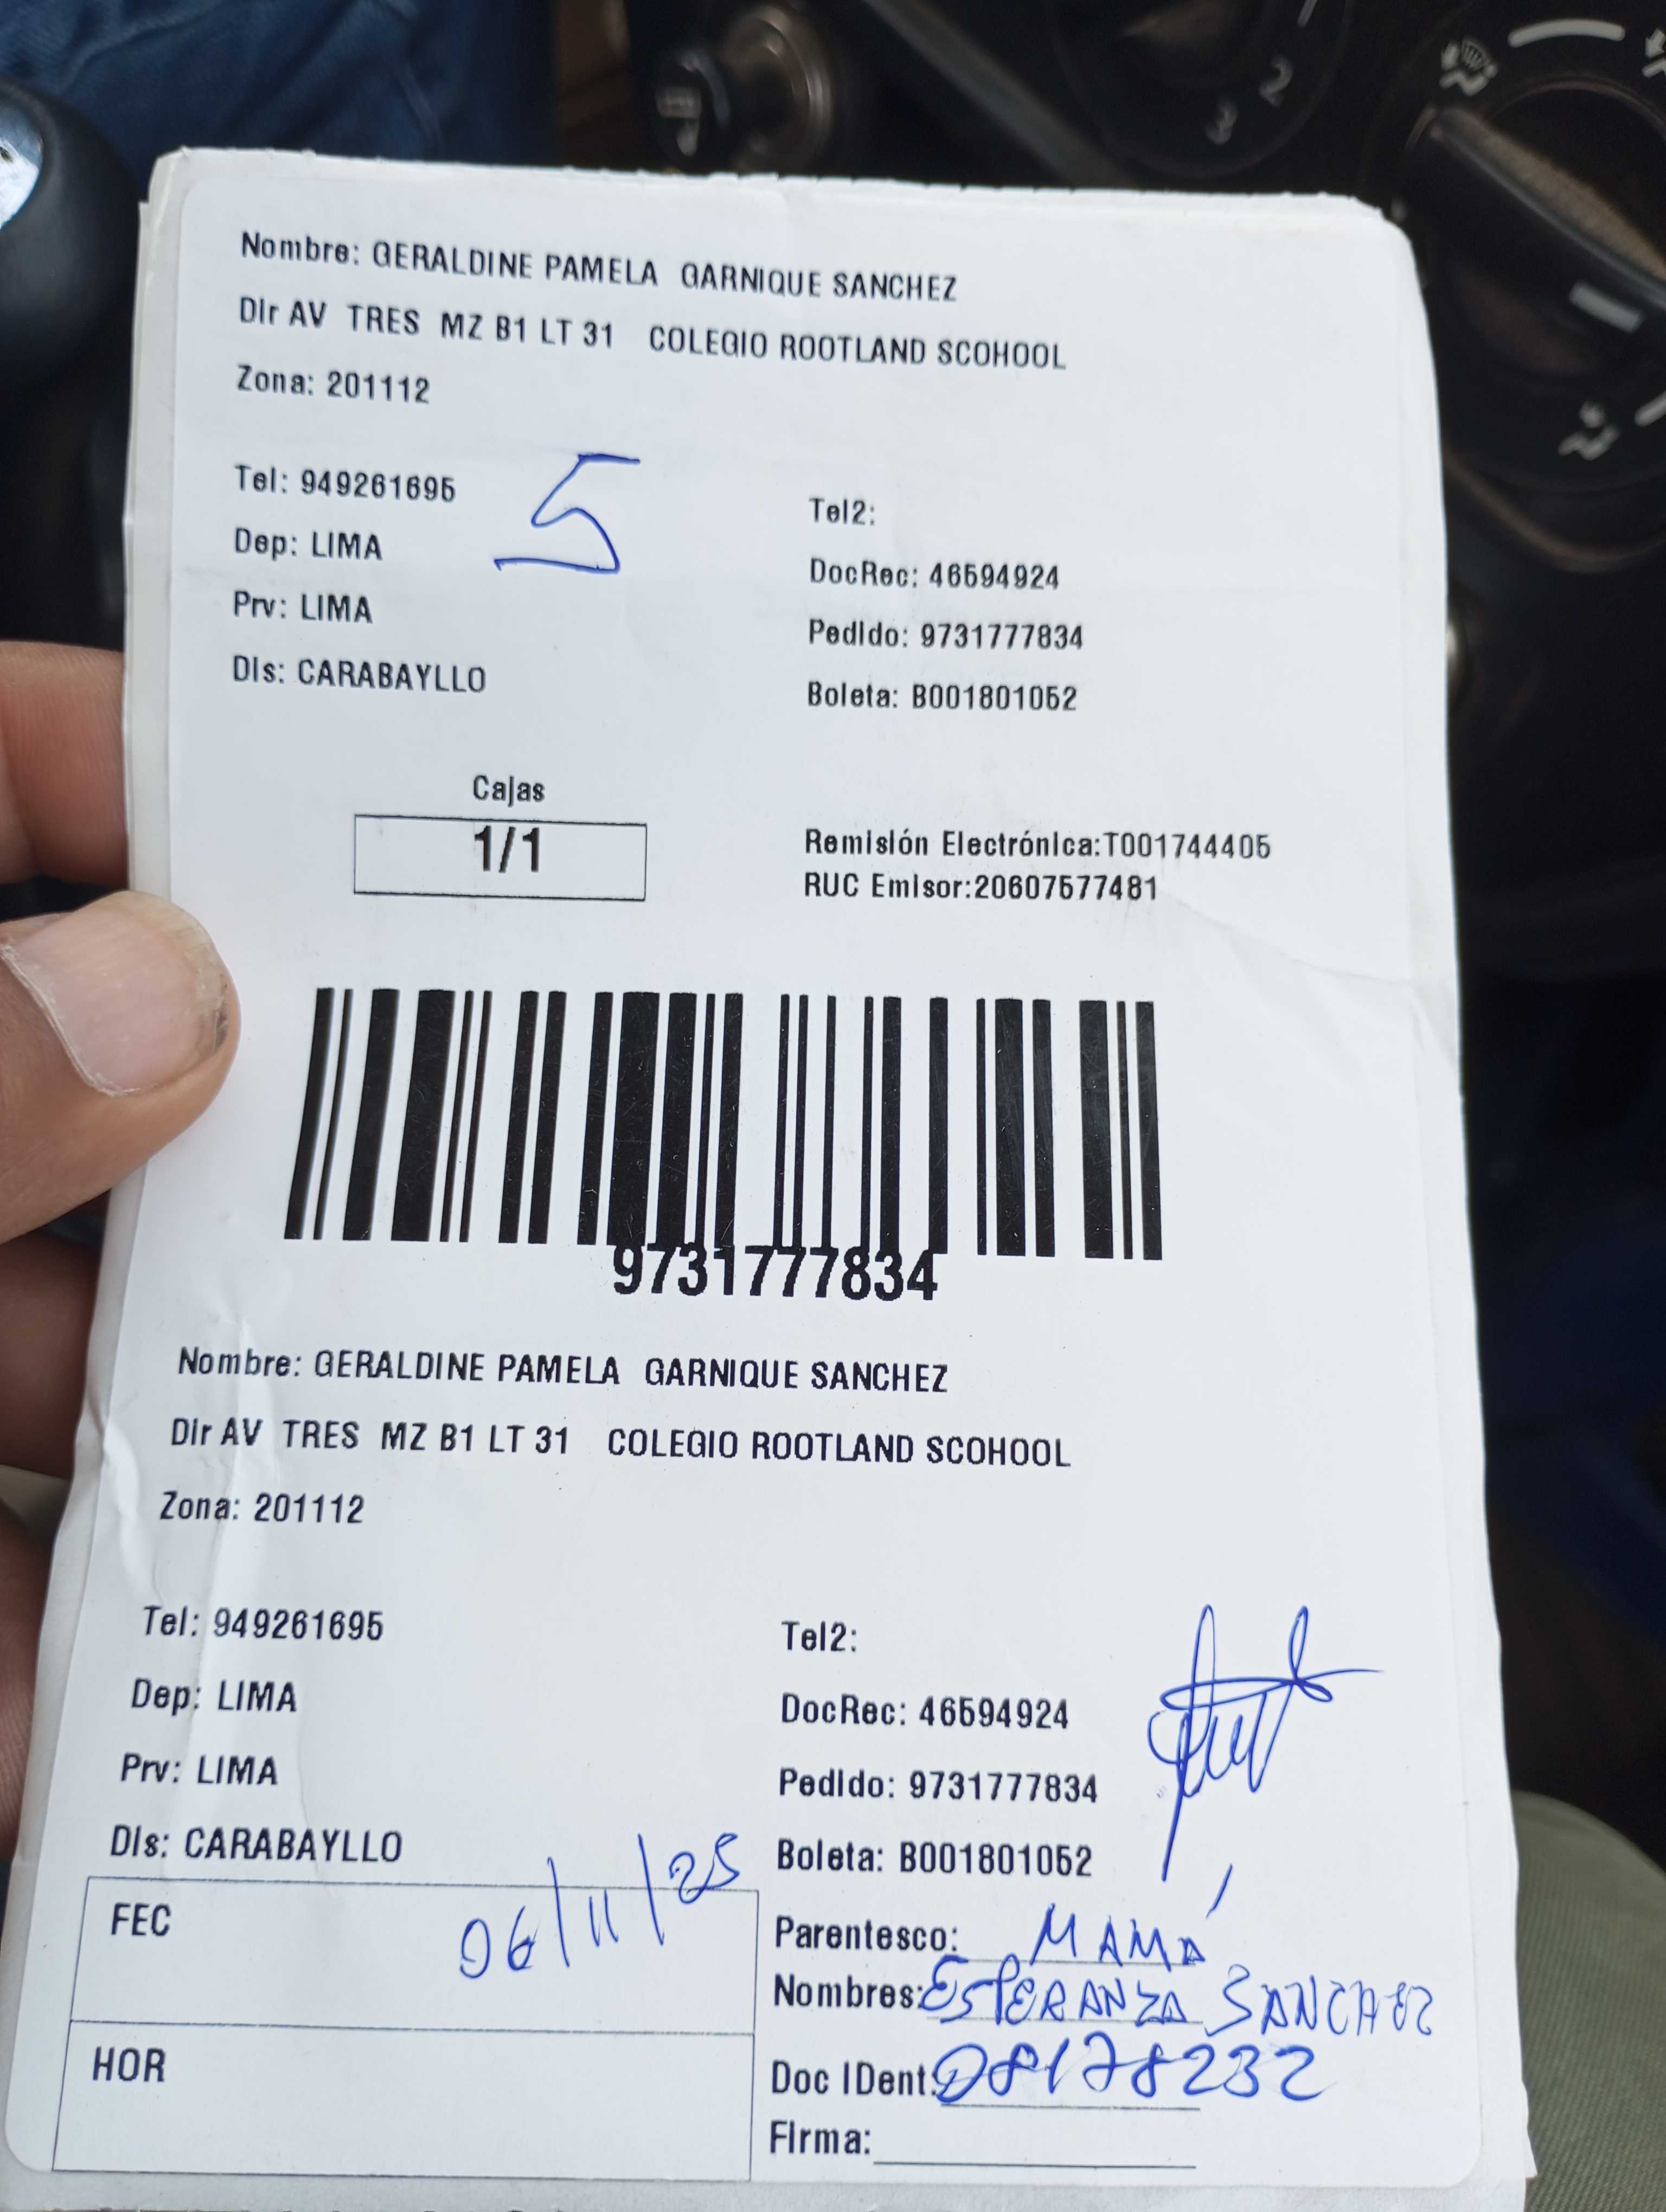 Nombre: GERALDINE PAMELA GARNIQUE SANCHEZ
Dir AV TRES MZ B1 LT 31 COLEGIO ROOTLAND SCOHOOL
Zona: 201112
5
Tel: 949261695
Tel2:
Dep: LIMA
DocRec: 46594924
Prv: LIMA
Pedido: 9731777834
Dis: CARABAYLLO
Boleta: B001801052
Cajas
1/1
Remisión Electrónica:T001744405
RUC Emisor:20607577481
9731777834
Nombre: GERALDINE PAMELA GARNIQUE SANCHEZ
Dir AV TRES MZ B1 LT 31 COLEGIO ROOTLAND SCOHOOL
Zona: 201112
Tel: 949261695
Tel2:
Dep: LIMA
DocRec: 46594924
Prv: LIMA
Pedido: 9731777834
Dis: CARABAYLLO
Boleta: B001801052
FEC 06/11/25
Parentesco: MAMÁ
Nombres: ESPERANZA SANCHEZ
HOR
Doc IDent: 08178232
Firma:
2
3